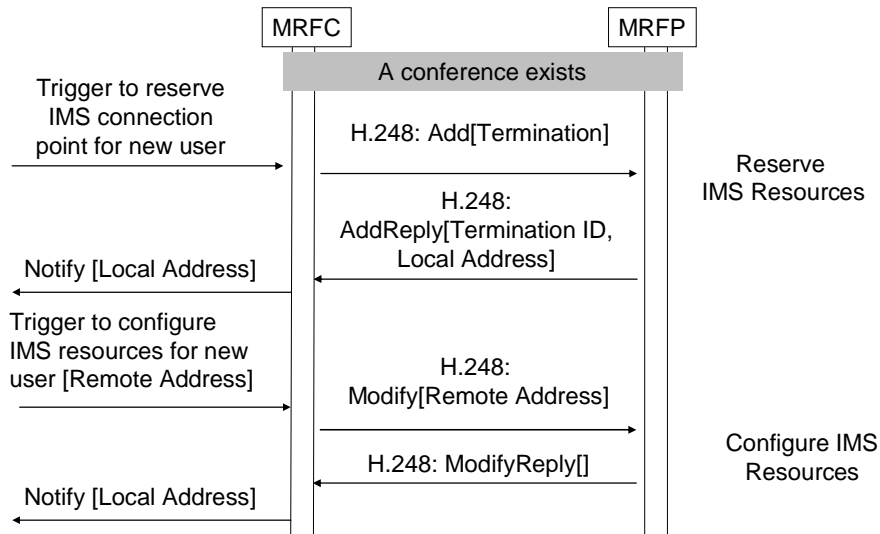 MRFC
MRFP
A conference exists
Trigger to reserve
IMS connection
point for new user
H.248: Add[Termination]
Reserve
IMS Resources
H.248:
AddReply[Termination ID,
Local Address]
Notify [Local Address]
Trigger to configure
IMS resources for new
user [Remote Address]
H.248:
Modify[Remote Address]
Configure IMS
Resources
H.248: ModifyReply[]
Notify [Local Address]